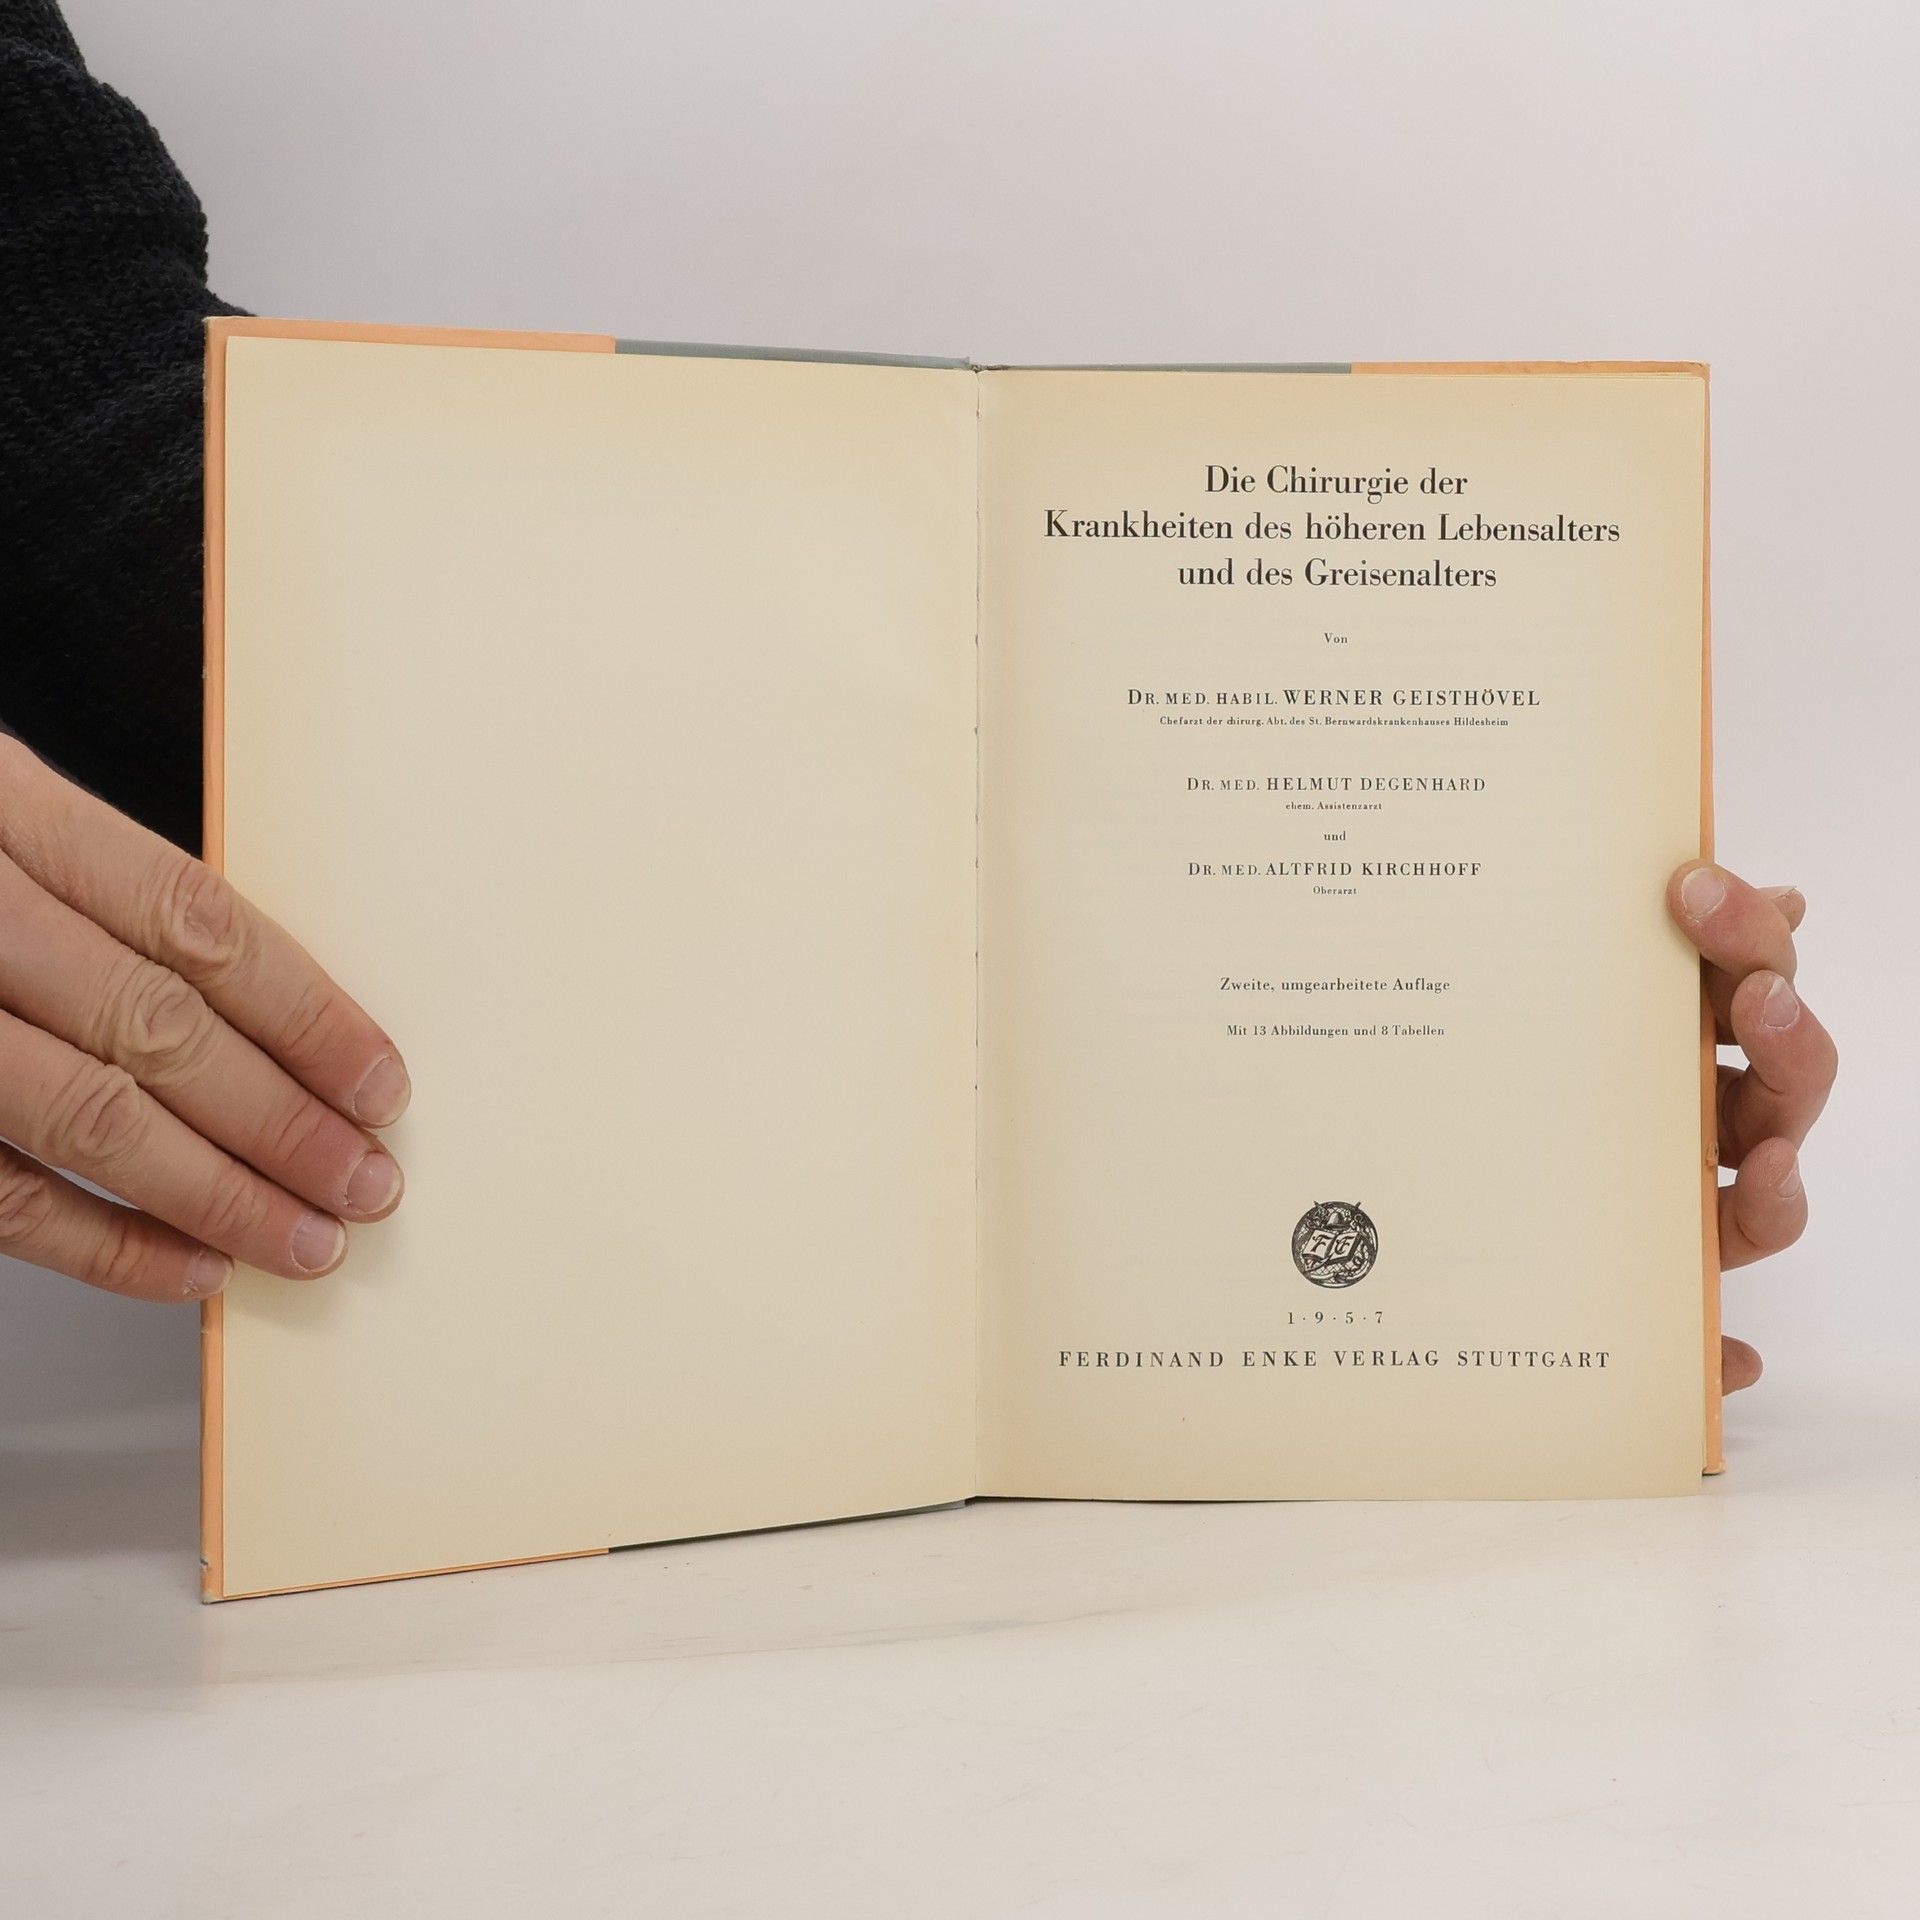 Die Chirurgie der
Krankheiten des höheren Lebensalters
und des Greisenalters
Von
DR. MED. HABIL. WERNER GEISTHÖVEL
Chefarzt der chirurg. Abt. des St. Bernwardskrankenhauses Hildesheim
DR. MED. HELMUT DEGENHARD
ehem. Assistenzarzt
und
DR. MED. ALTFRID KIRCHHOFF
Oberarzt
Zweite, umgearbeitete Auflage
Mit 13 Abbildungen und 8 Tabellen
F E
1 · 9 · 5 · 7
FERDINAND ENKE VERLAG STUTTGART